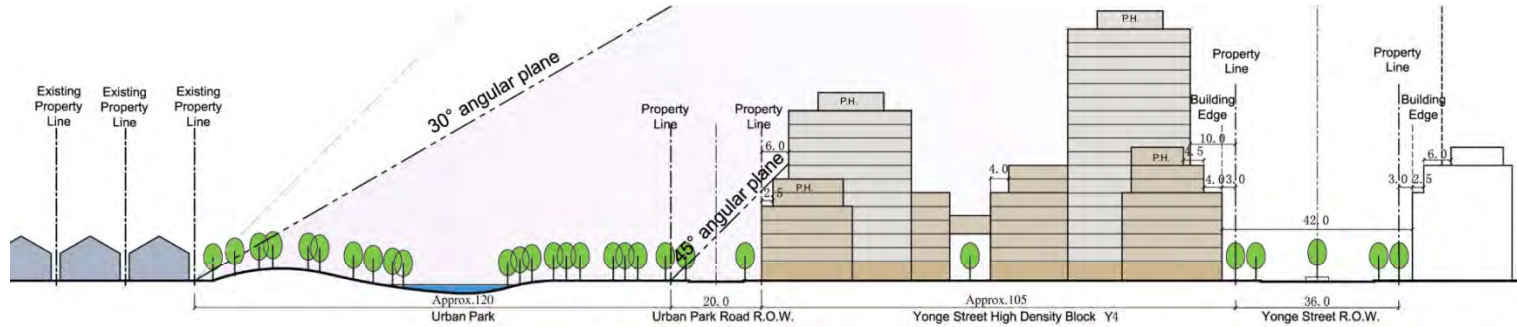 P.H.
Existing
Property
Line
Existing
Property
Line
Existing
Property
Line
30° angular plane
Property
Line
Property
Line
P.H.
6.0
45° angular plane
2.5
P.H.
4.0
P.H.
4.5
Building
Edge
10.0
4.0
3.0
Property
Line
Property
Line
Building
Edge
6.0
3.0
2.5
42.0
Approx.120
Urban Park
20.0
Urban Park Road R.O.W.
Approx.105
Yonge Street High Density Block Y4
36.0
Yonge Street R.O.W.